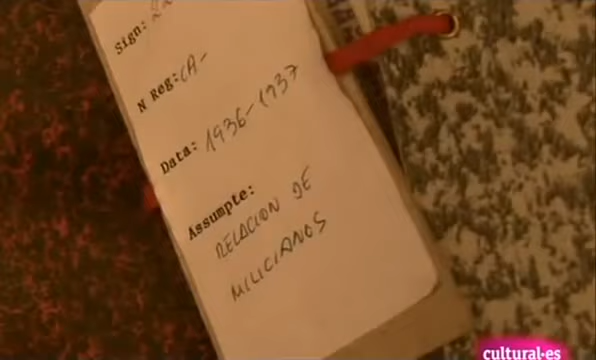 Sign:
N Reg: CA-
Data: 1936-1937
Assumpte:
RELACION DE
MILICIANOS
cultural·es